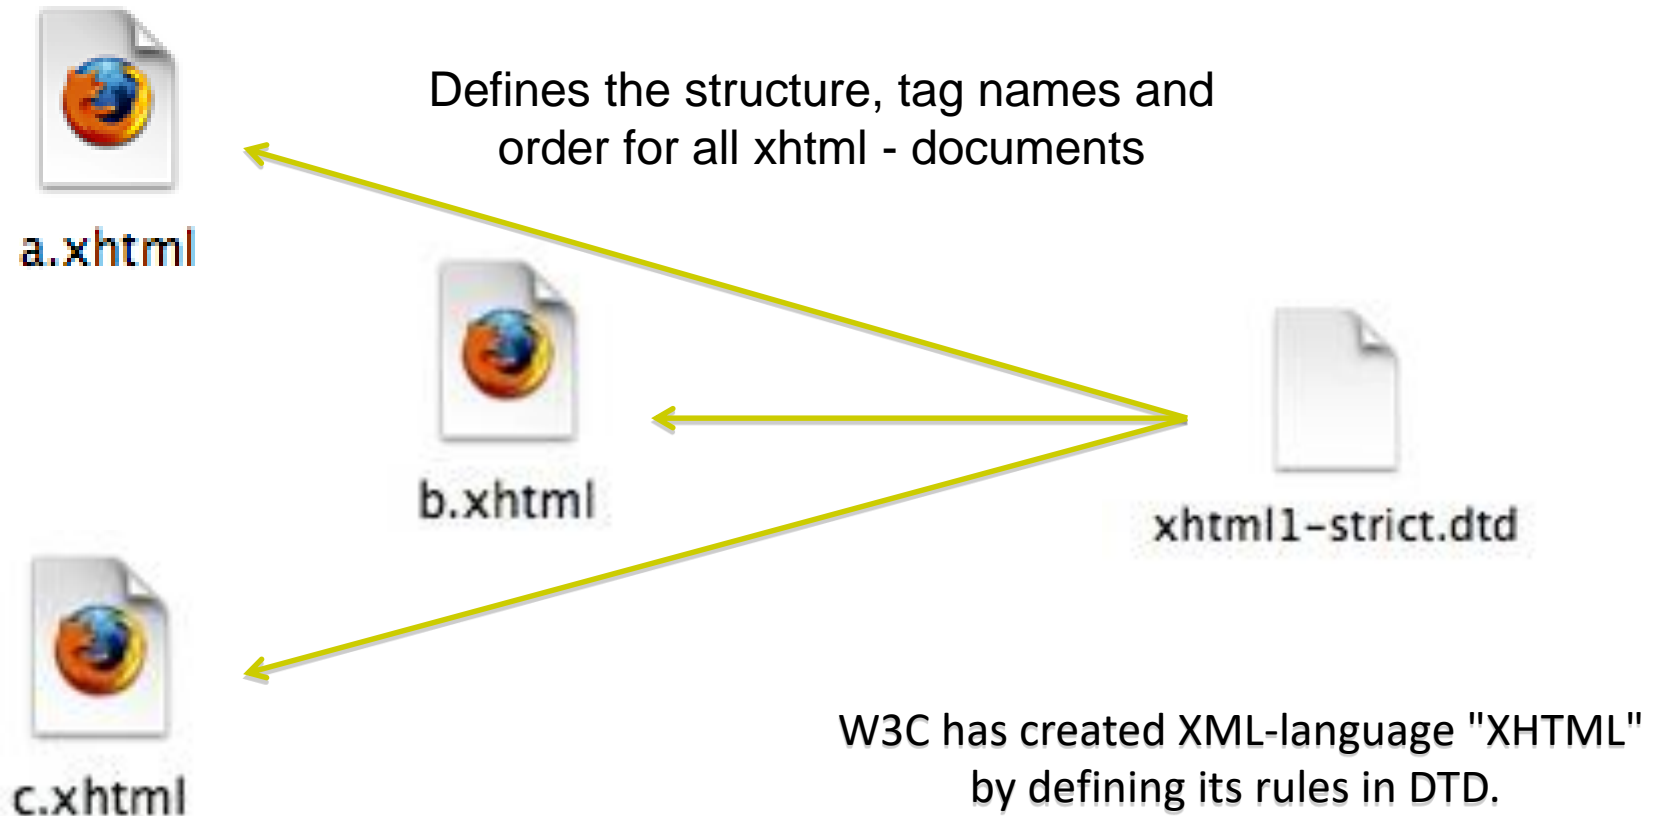 Defines the structure, tag names and
order for all xhtml - documents
a.xhtml
b.xhtml
xhtml1-strict.dtd
c.xhtml
W3C has created XML-language "XHTML"
by defining its rules in DTD.